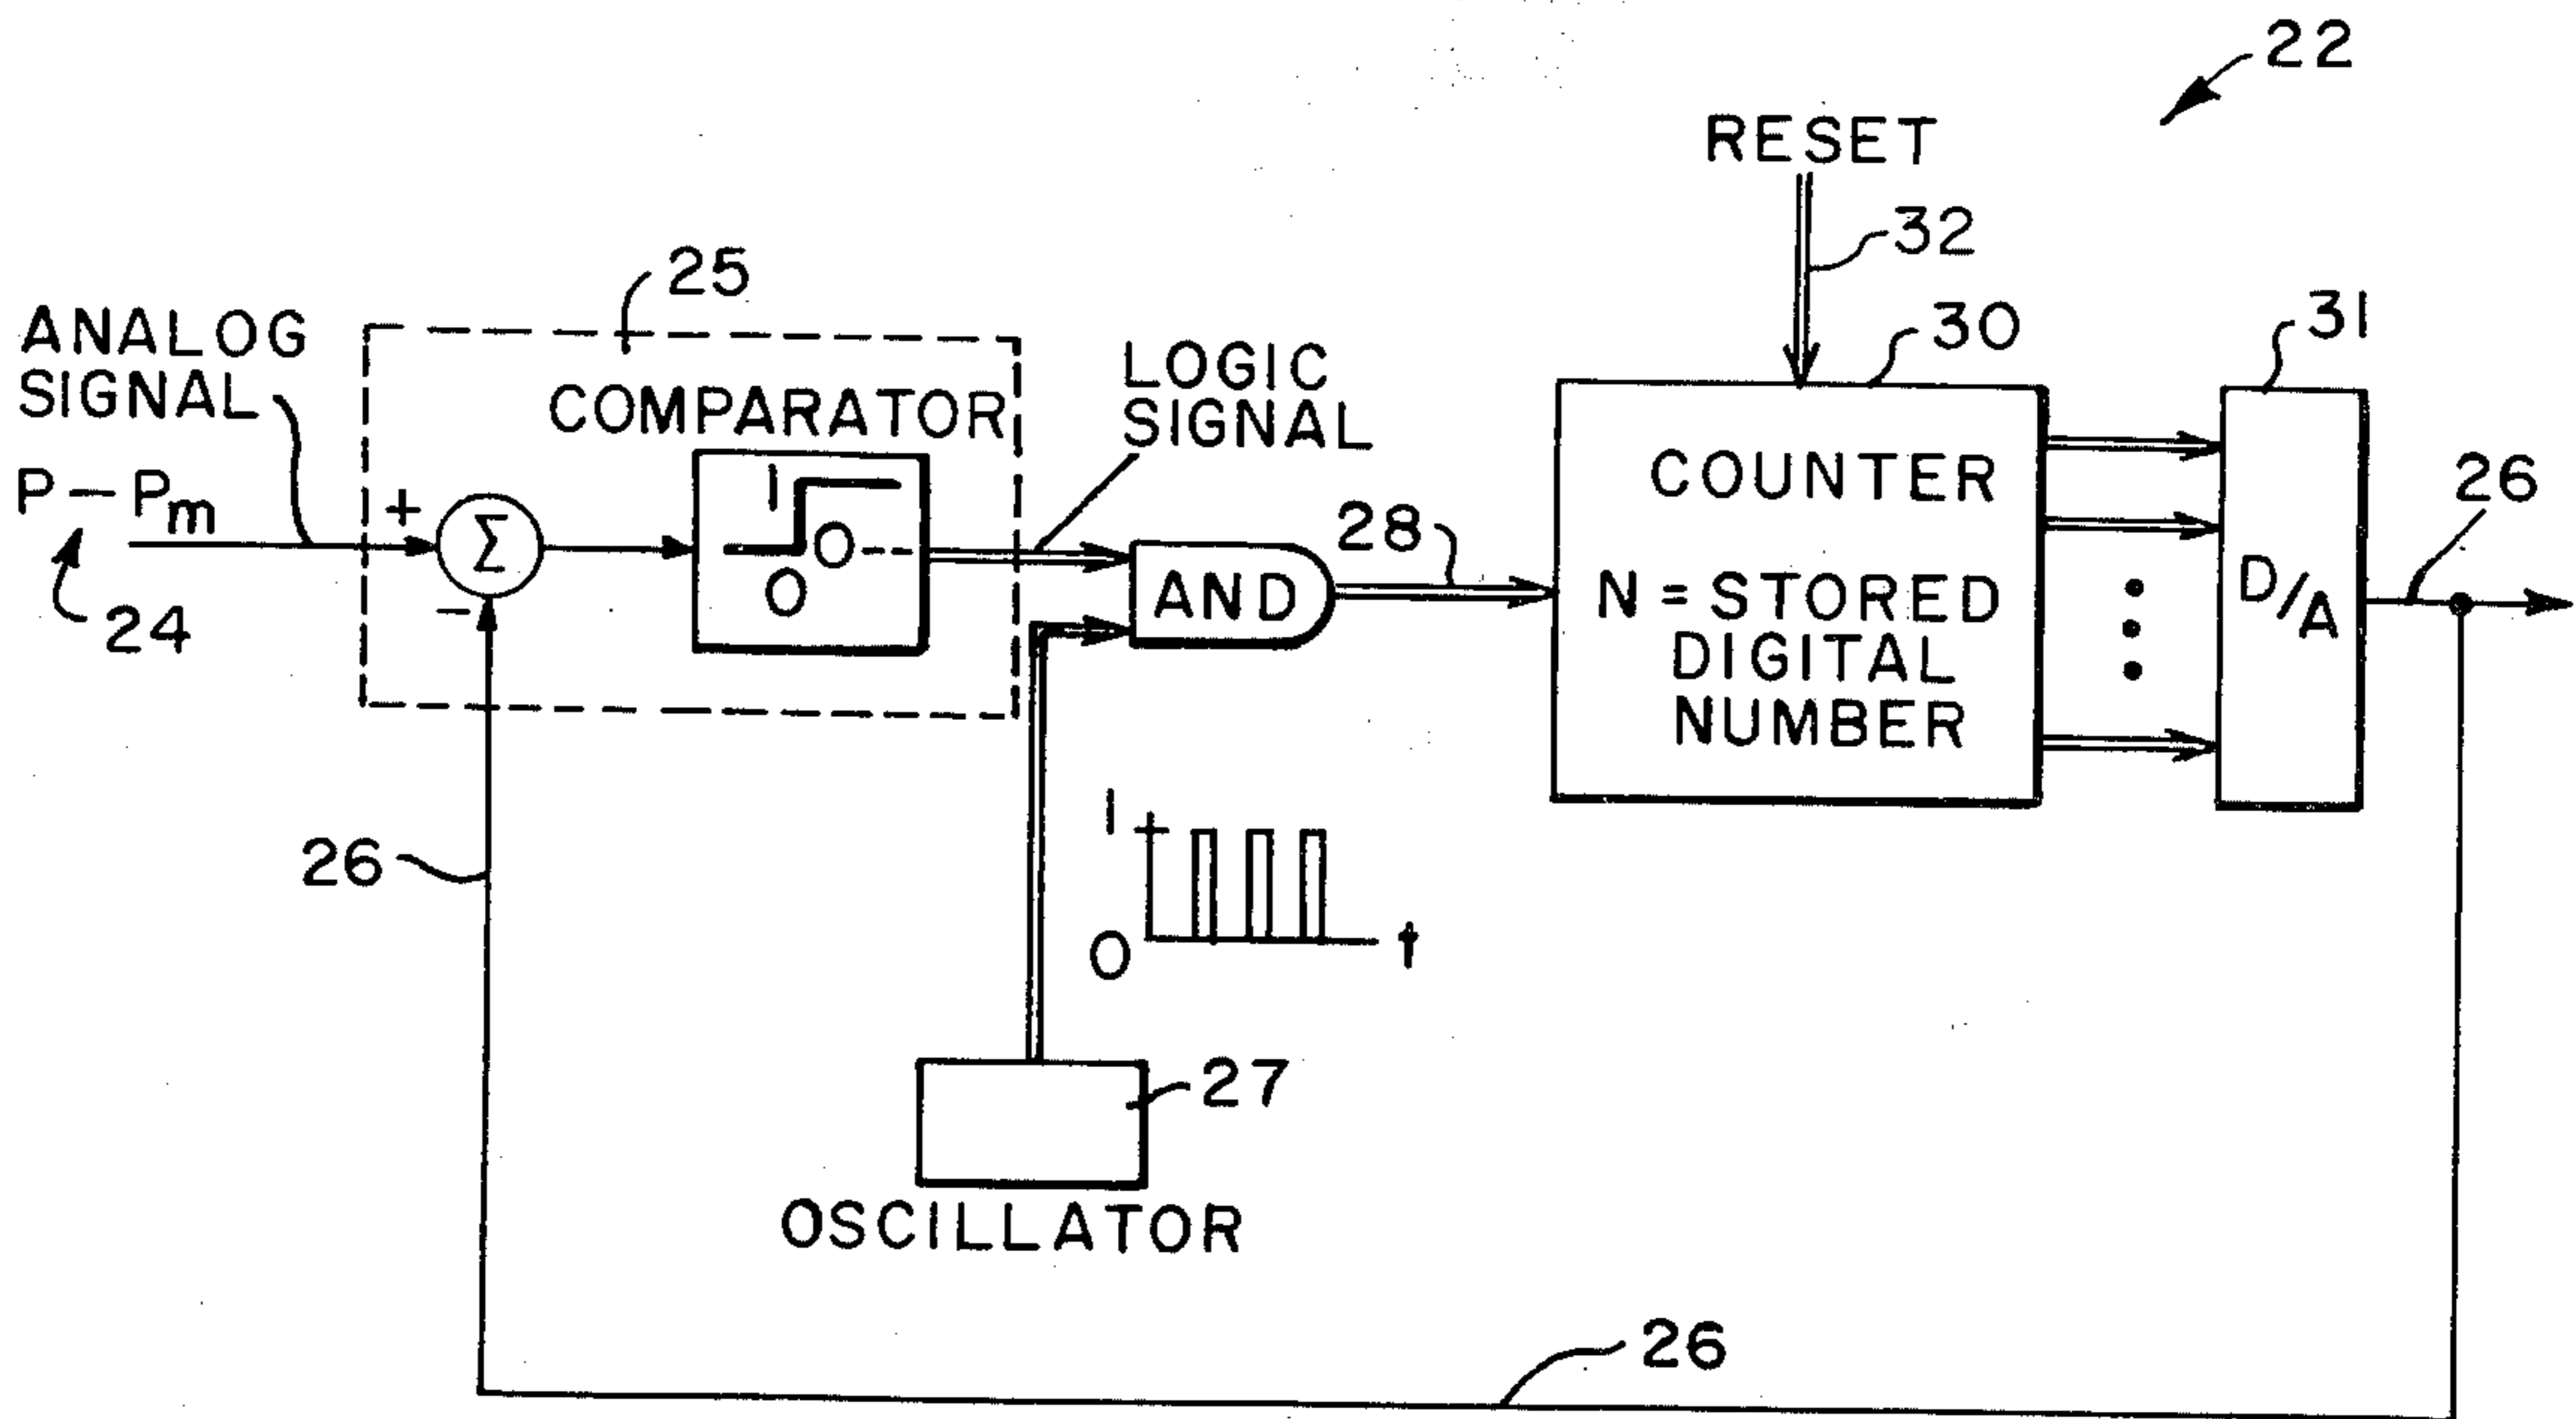 22
RESET
32
25
30
31
ANALOG
SIGNAL
COMPARATOR
LOGIC
SIGNAL
P - Pm
24
+
Σ
-
1
0
0
AND
28
COUNTER
N = STORED
DIGITAL
NUMBER
D/A
26
26
1
0
t
27
OSCILLATOR
26